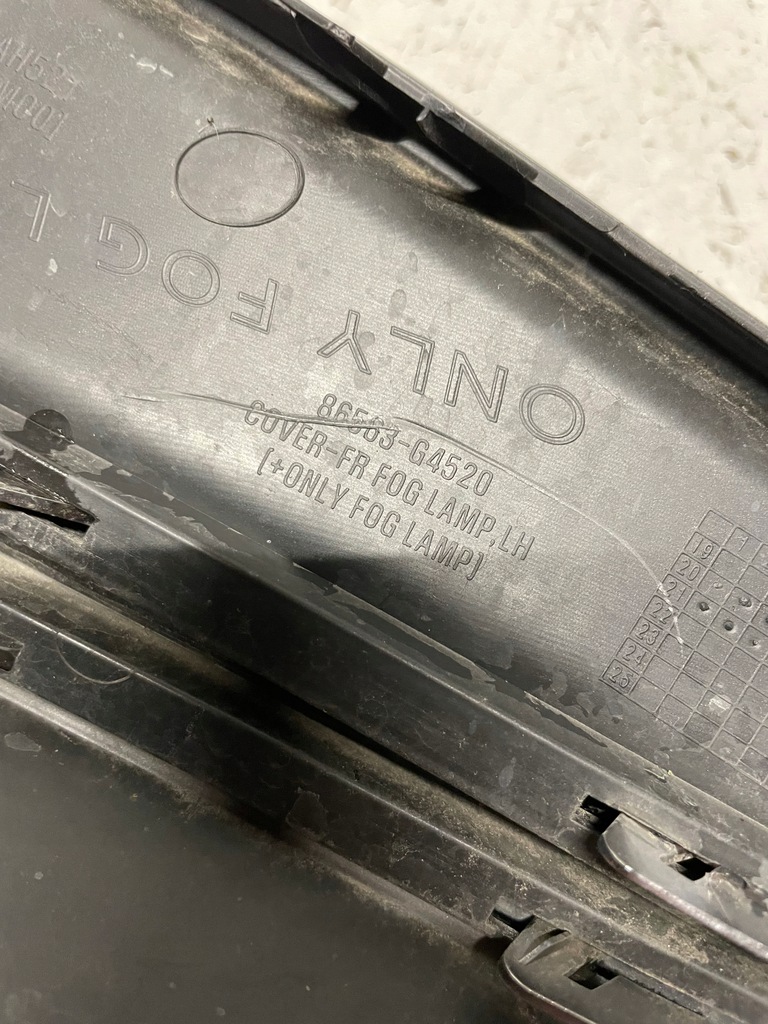 ONLY FOG L
86563-G4520
COVER-FR FOG LAMP,LH
[+ONLY FOG LAMP]
19
20
21
22
23
24
25